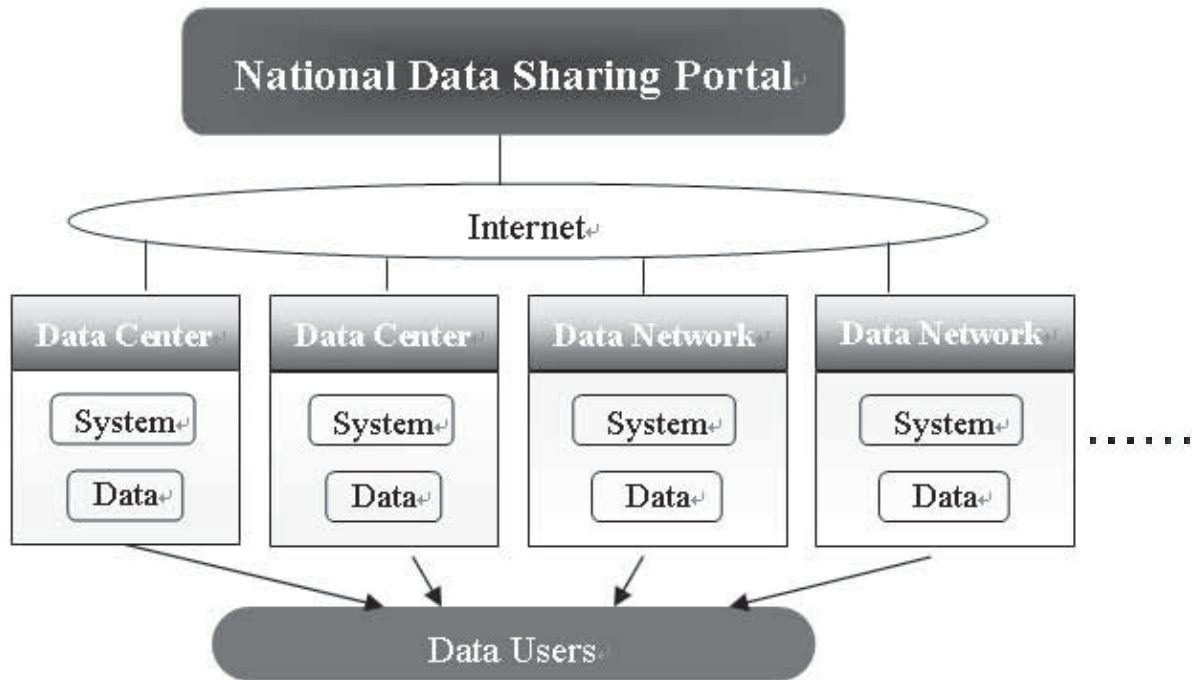 National Data Sharing Portal
Internet
Data Center
Data Center
Data Network
Data Network
System
System
System
System
......
Data
Data
Data
Data
Data Users